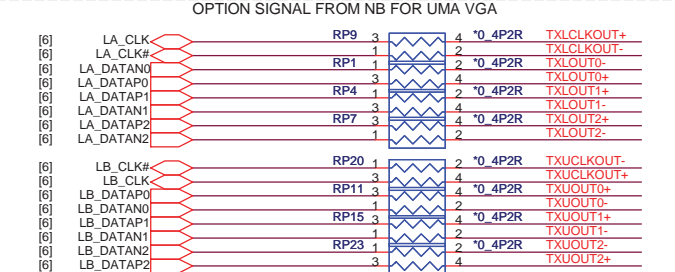 OPTION SIGNAL FROM NB FOR UMA VGA
[6] LA_CLK RP9 3 4 *0_4P2R TXLCLKOUT+
[6] LA_CLK# 1 2 TXLCLKOUT-
[6] LA_DATAN0 RP1 1 2 *0_4P2R TXLOUT0-
[6] LA_DATAP0 3 4 TXLOUT0+
[6] LA_DATAP1 RP4 1 2 *0_4P2R TXLOUT1+
[6] LA_DATAN1 3 4 TXLOUT1-
[6] LA_DATAP2 RP7 3 4 *0_4P2R TXLOUT2+
[6] LA_DATAN2 1 2 TXLOUT2-
[6] LB_CLK# RP20 1 2 *0_4P2R TXUCLKOUT-
[6] LB_CLK 3 4 TXUCLKOUT+
[6] LB_DATAP0 RP11 3 4 *0_4P2R TXUOUT0+
[6] LB_DATAN0 1 2 TXUOUT0-
[6] LB_DATAP1 RP15 3 4 *0_4P2R TXUOUT1+
[6] LB_DATAN1 1 2 TXUOUT1-
[6] LB_DATAN2 RP23 1 2 *0_4P2R TXUOUT2-
[6] LB_DATAP2 3 4 TXUOUT2+